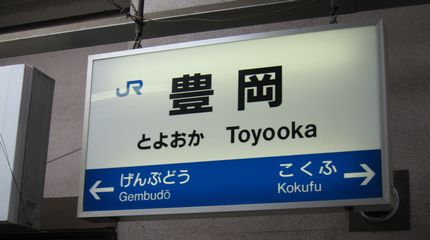 JR 豊岡
とよおか Toyooka
← げんぶどう こくふ →
Gembudō Kokufu